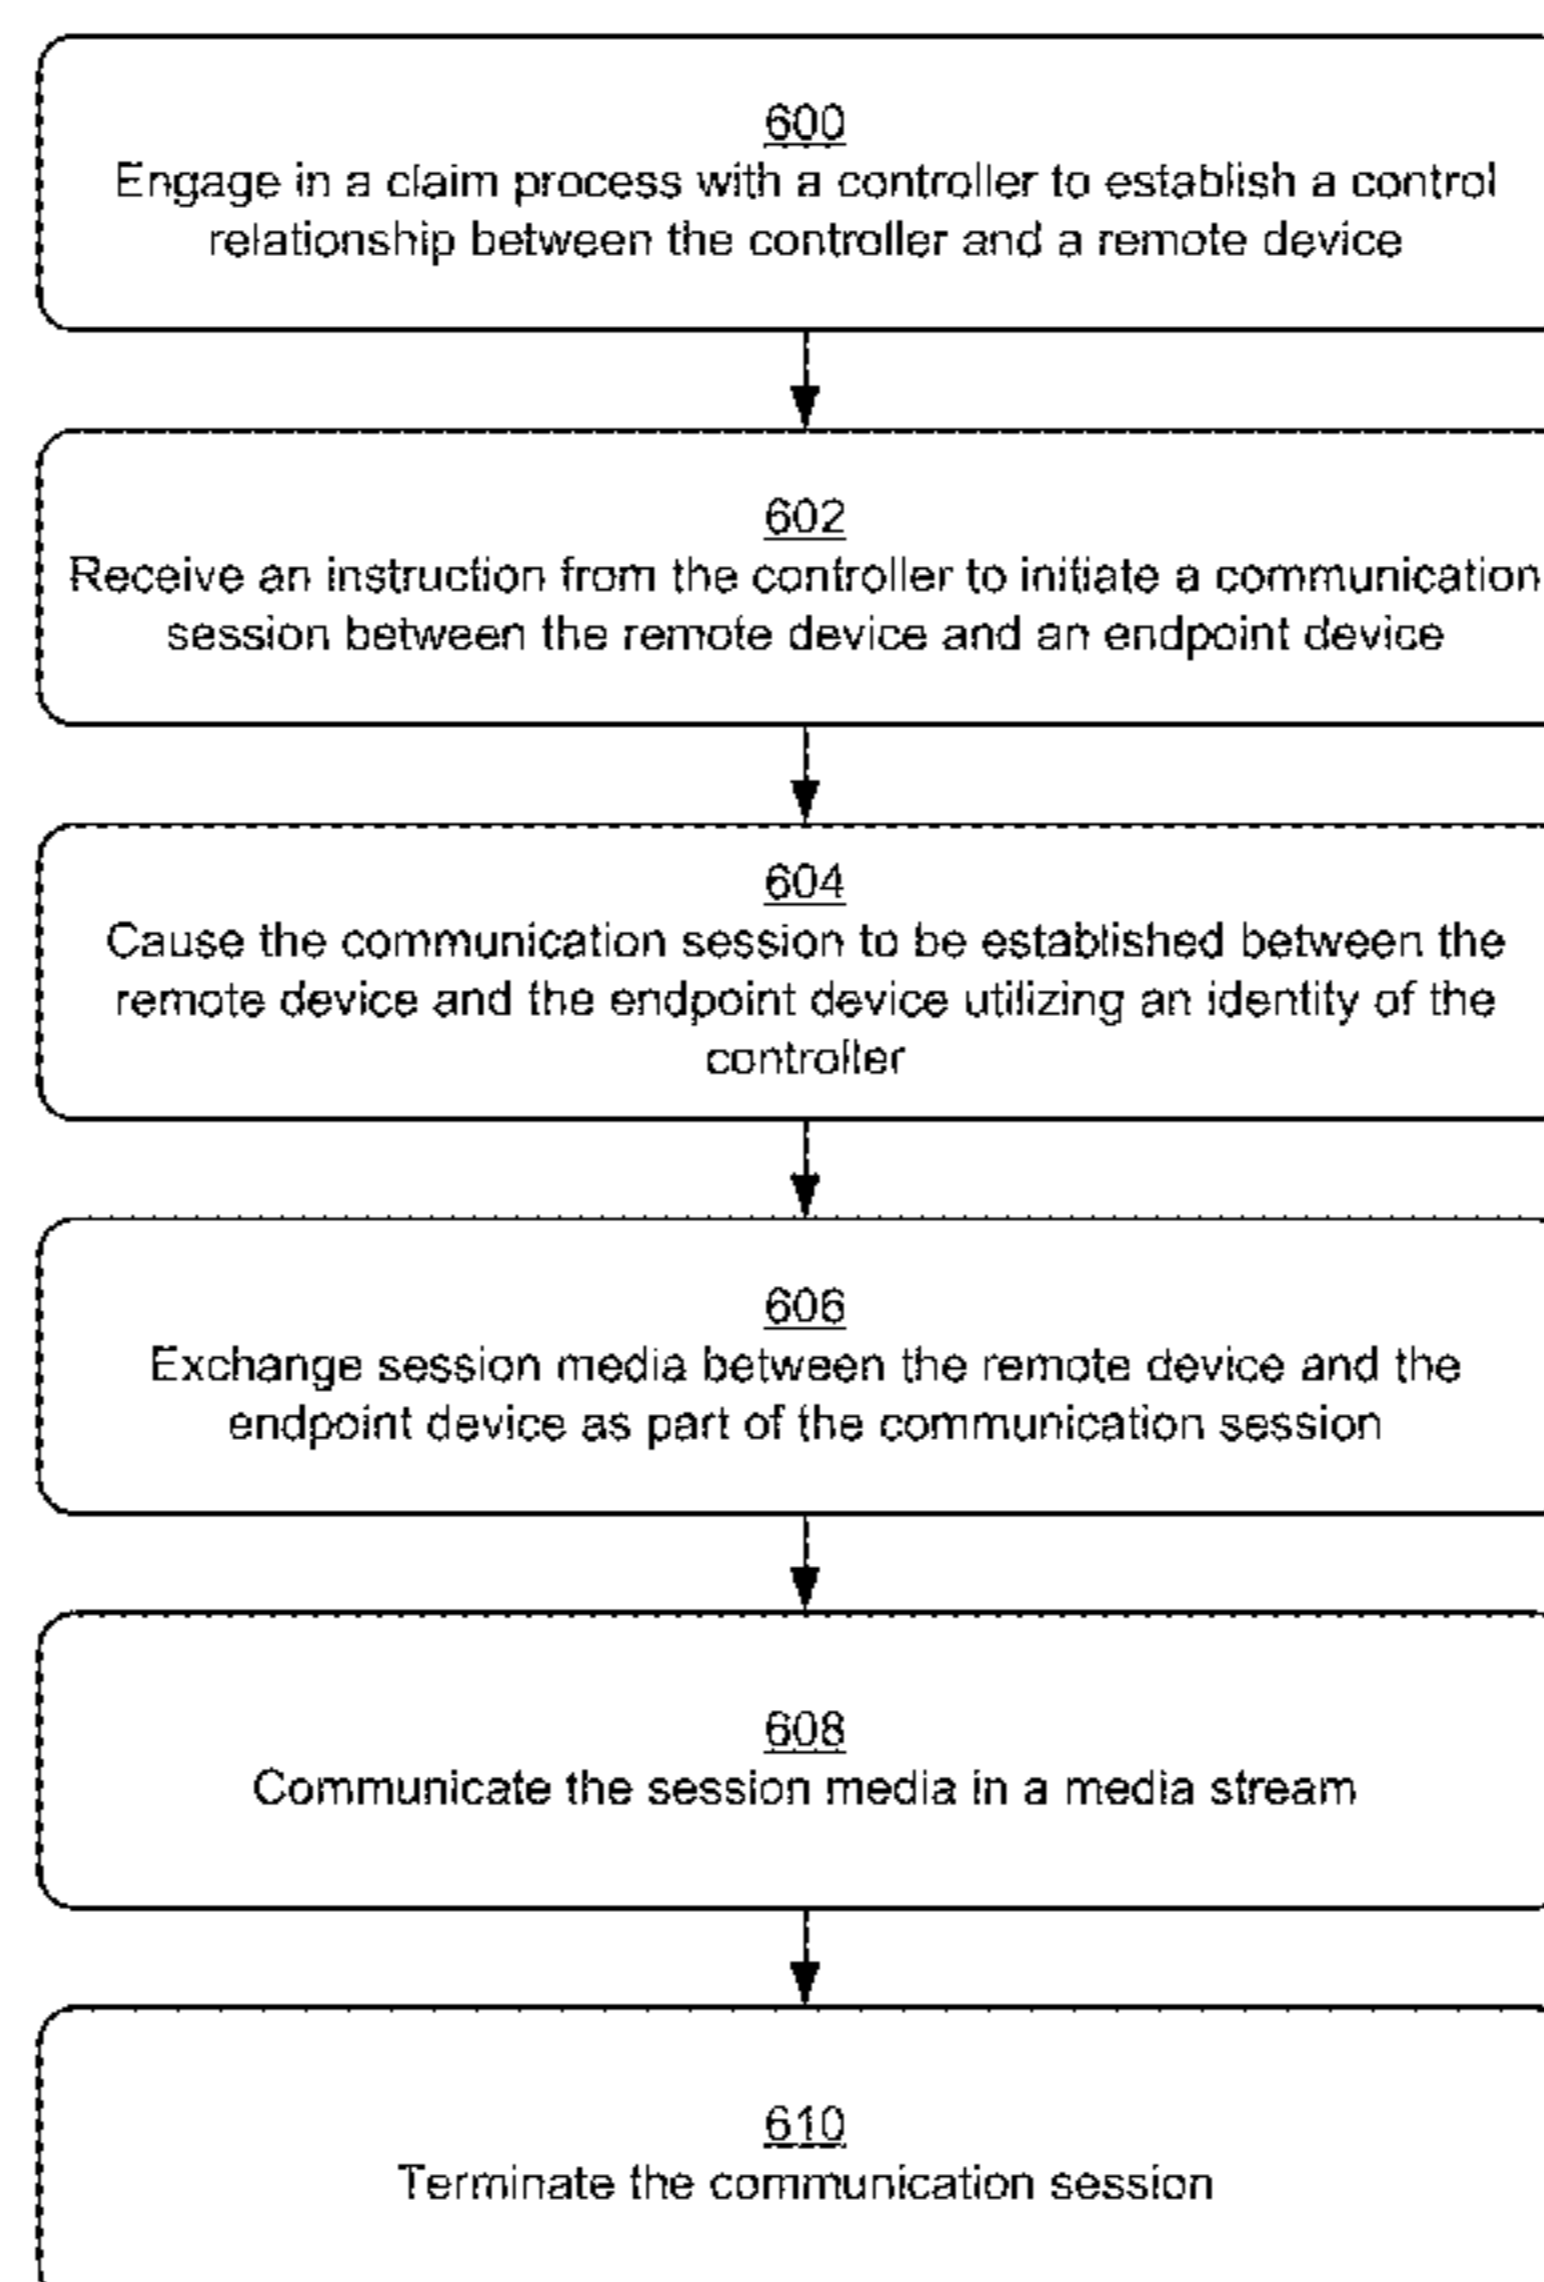 600
Engage in a claim process with a controller to establish a control
relationship between the controller and a remote device
602
Receive an instruction from the controller to initiate a communication
session between the remote device and an endpoint device
604
Cause the communication session to be established between the
remote device and the endpoint device utilizing an identity of the
controller
606
Exchange session media between the remote device and the
endpoint device as part of the communication session
608
Communicate the session media in a media stream
610
Terminate the communication session